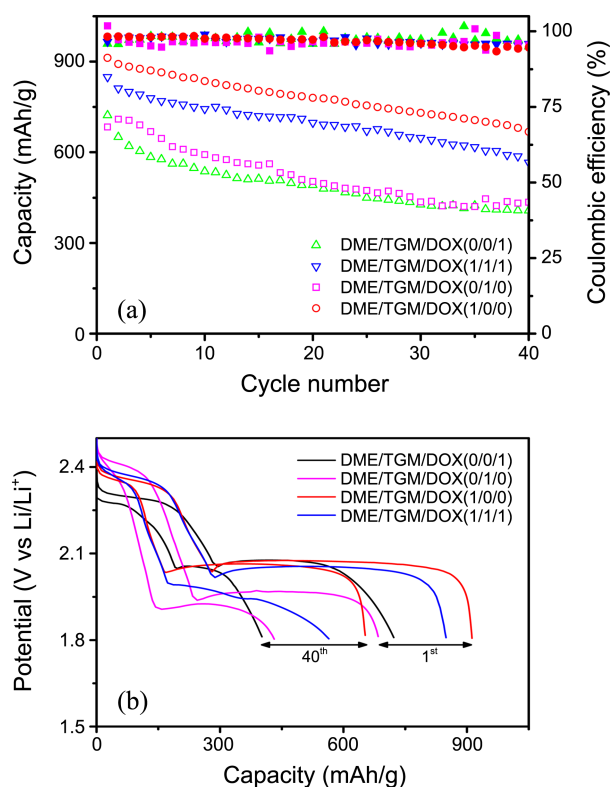 900
600
300
0
Capacity (mAh/g)
100
75
50
25
0
Coulombic efficiency (%)
DME/TGM/DOX(0/0/1)
DME/TGM/DOX(1/1/1)
DME/TGM/DOX(0/1/0)
DME/TGM/DOX(1/0/0)
(a)
0 10 20 30 40
Cycle number
2.4
2.1
1.8
1.5
Potential (V vs Li/Li⁺)
DME/TGM/DOX(0/0/1)
DME/TGM/DOX(0/1/0)
DME/TGM/DOX(1/0/0)
DME/TGM/DOX(1/1/1)
40th 1st
(b)
0 300 600 900
Capacity (mAh/g)